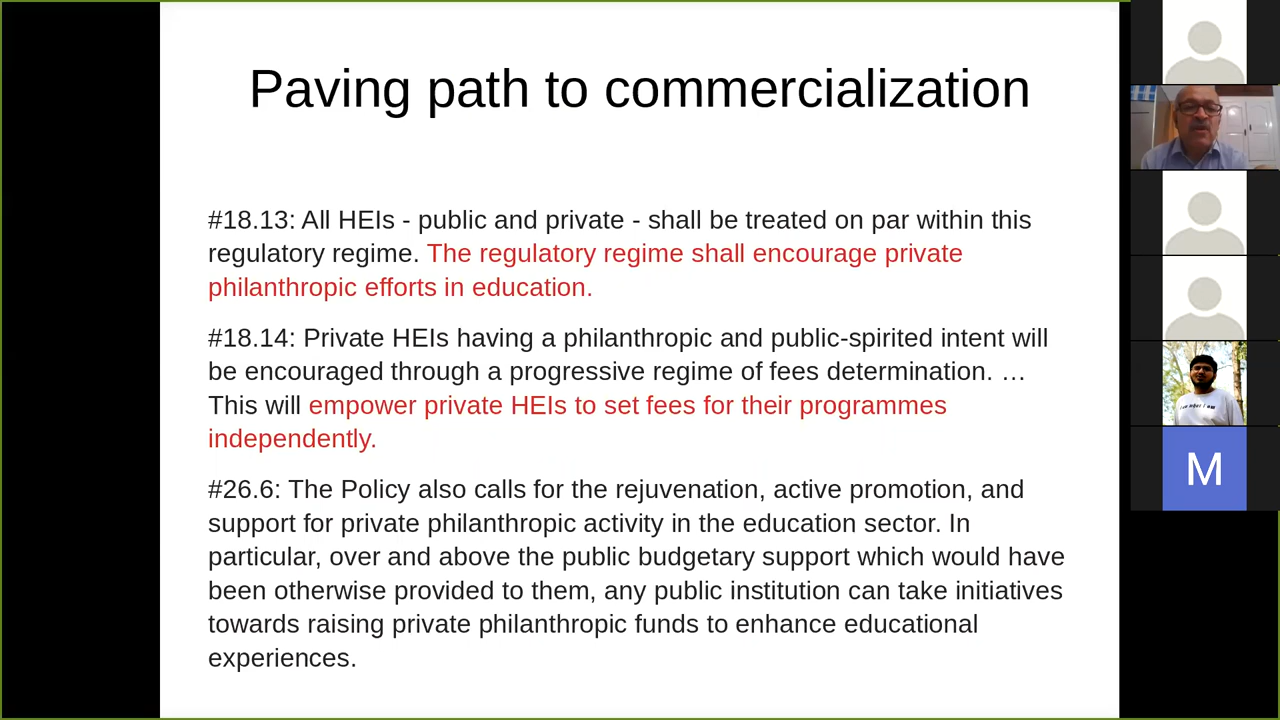 Paving path to commercialization
#18.13: All HEIs - public and private - shall be treated on par within this
regulatory regime. The regulatory regime shall encourage private
philanthropic efforts in education.
#18.14: Private HEIs having a philanthropic and public-spirited intent will
be encouraged through a progressive regime of fees determination. …
This will empower private HEIs to set fees for their programmes
independently.
#26.6: The Policy also calls for the rejuvenation, active promotion, and
support for private philanthropic activity in the education sector. In
particular, over and above the public budgetary support which would have
been otherwise provided to them, any public institution can take initiatives
towards raising private philanthropic funds to enhance educational
experiences.
M